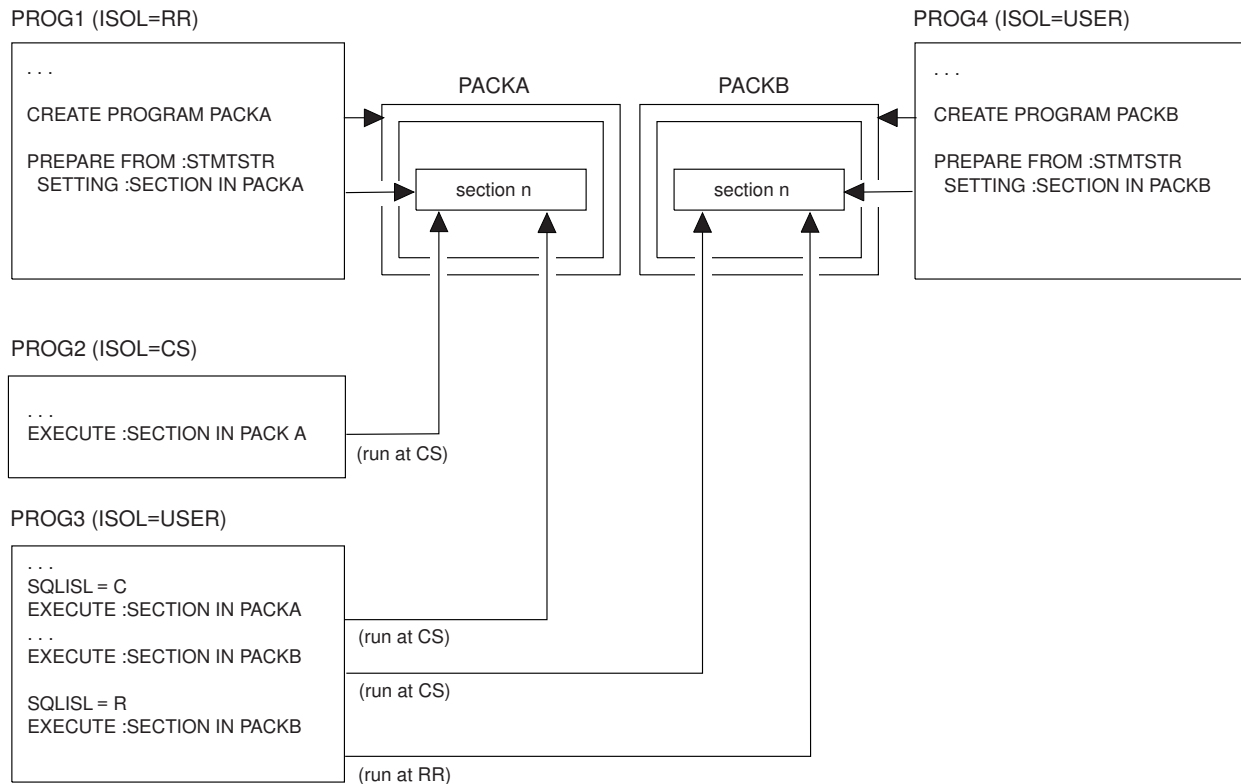 PROG1 (ISOL=RR)
. . .
CREATE PROGRAM PACKA
PREPARE FROM :STMTSTR
SETTING :SECTION IN PACKA
PACKA
section n
PACKB
section n
PROG4 (ISOL=USER)
. . .
CREATE PROGRAM PACKB
PREPARE FROM :STMTSTR
SETTING :SECTION IN PACKB
PROG2 (ISOL=CS)
. . .
EXECUTE :SECTION IN PACK A
(run at CS)
PROG3 (ISOL=USER)
. . .
SQLISL = C
EXECUTE :SECTION IN PACKA
. . .
EXECUTE :SECTION IN PACKB
SQLISL = R
EXECUTE :SECTION IN PACKB
(run at CS)
(run at CS)
(run at RR)